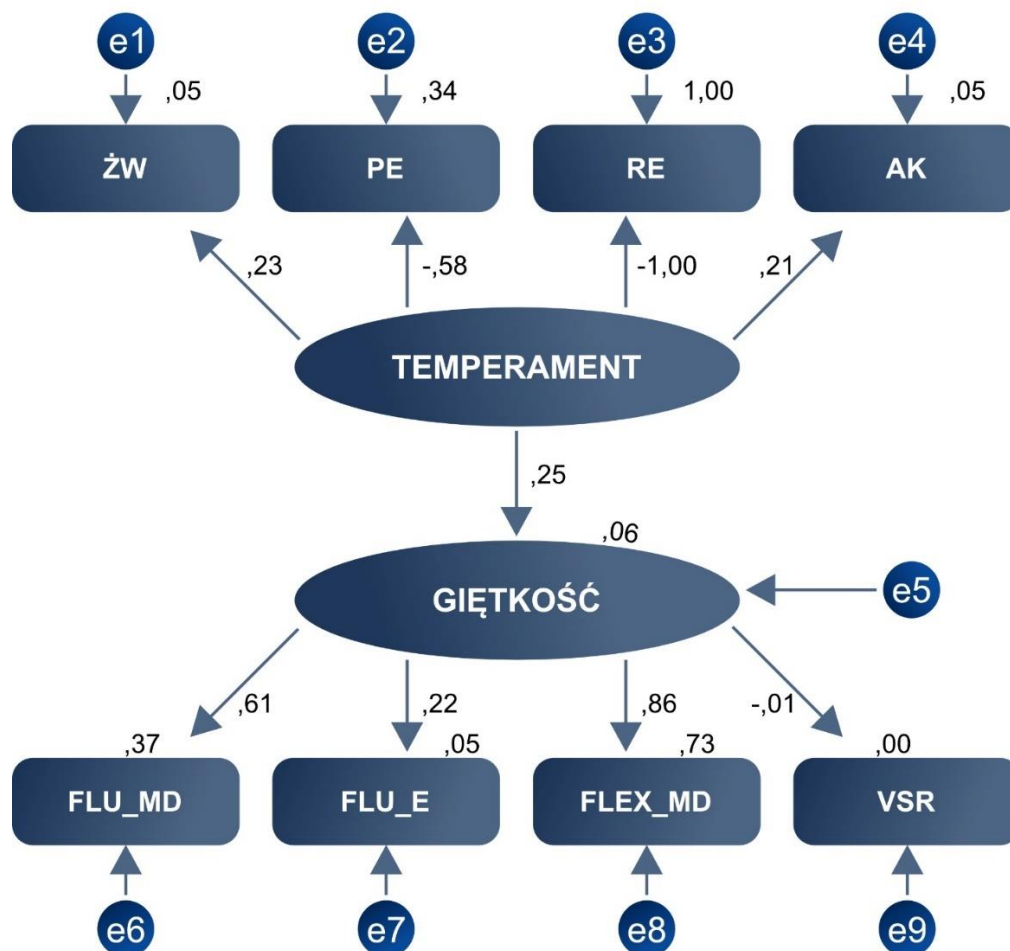 e1 e2 e3 e4
,05 ,34 1,00 ,05
ŻW PE RE AK
,23 -,58 -1,00 ,21
TEMPERAMENT
,25
,06
GIĘTKOŚĆ
e5
,61 ,22 ,86 -,01
,37 ,05 ,73 ,00
FLU_MD FLU_E FLEX_MD VSR
e6 e7 e8 e9